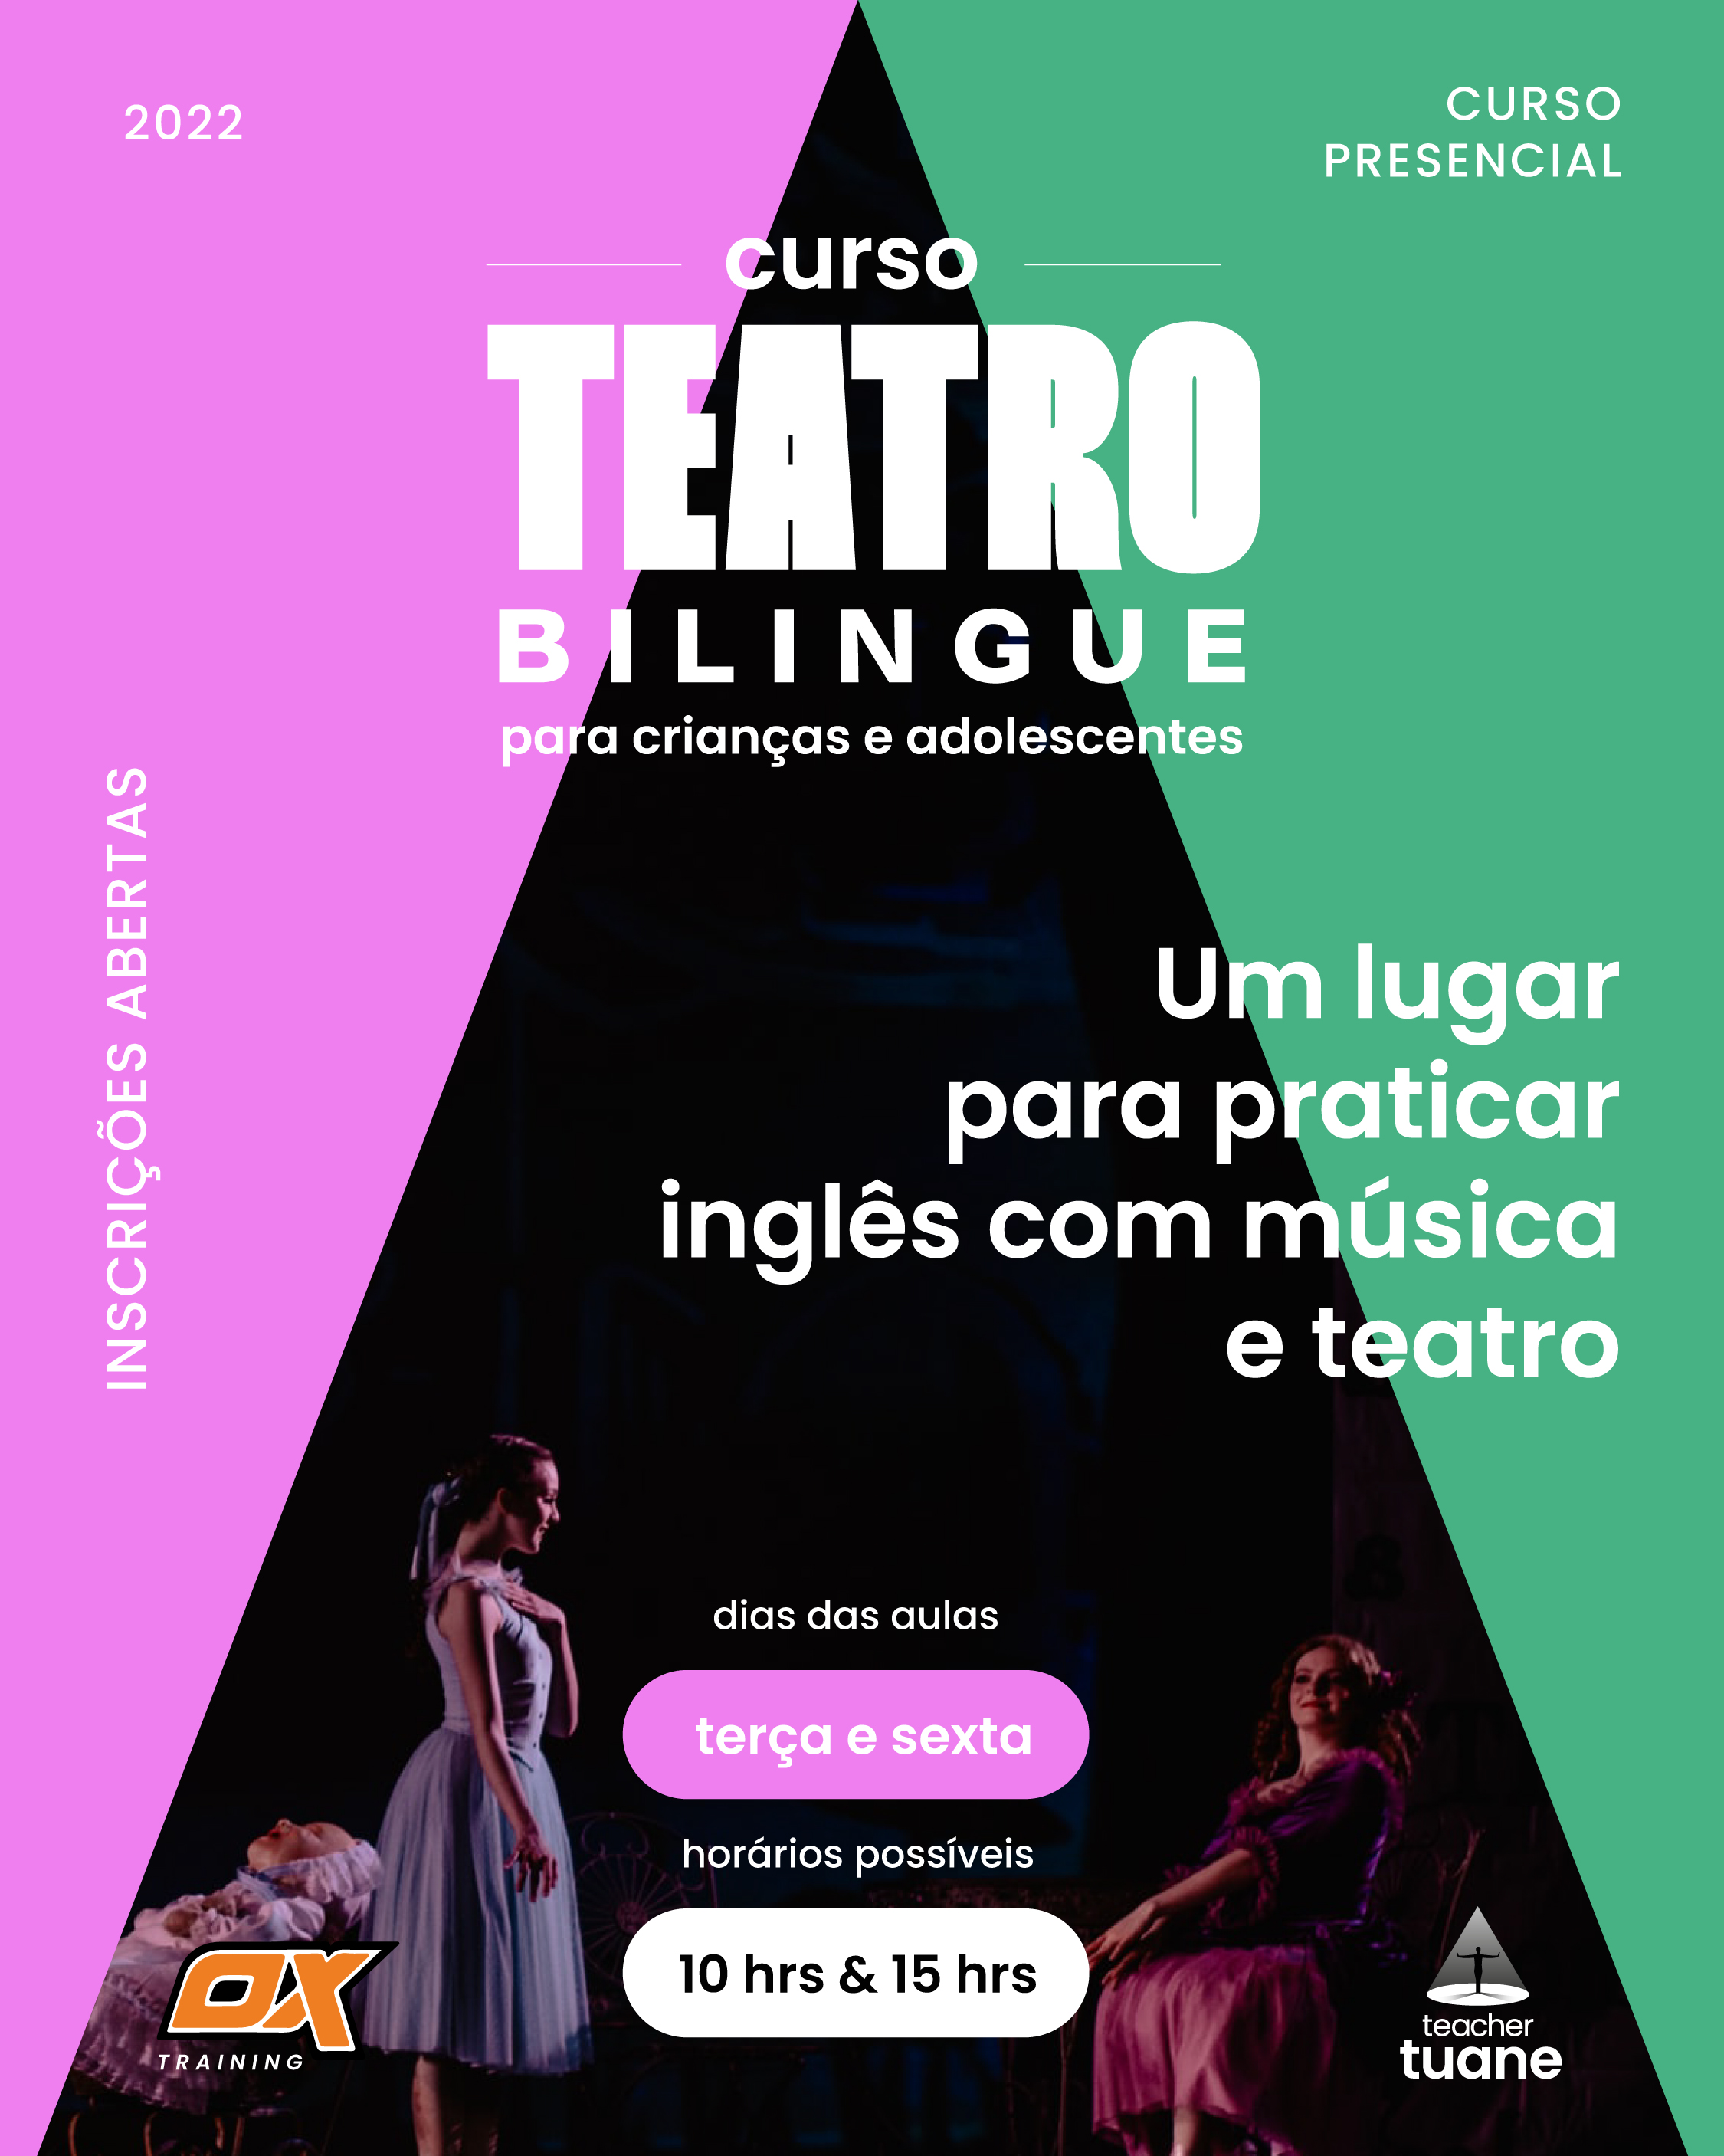 2022
CURSO
PRESENCIAL
curso
TEATRO
BILINGUE
para crianças e adolescentes
INSCRIÇÕES ABERTAS
Um lugar
para praticar
inglês com música
e teatro
dias das aulas
terça e sexta
horários possíveis
10 hrs & 15 hrs
OX
TRAINING
teacher
tuane